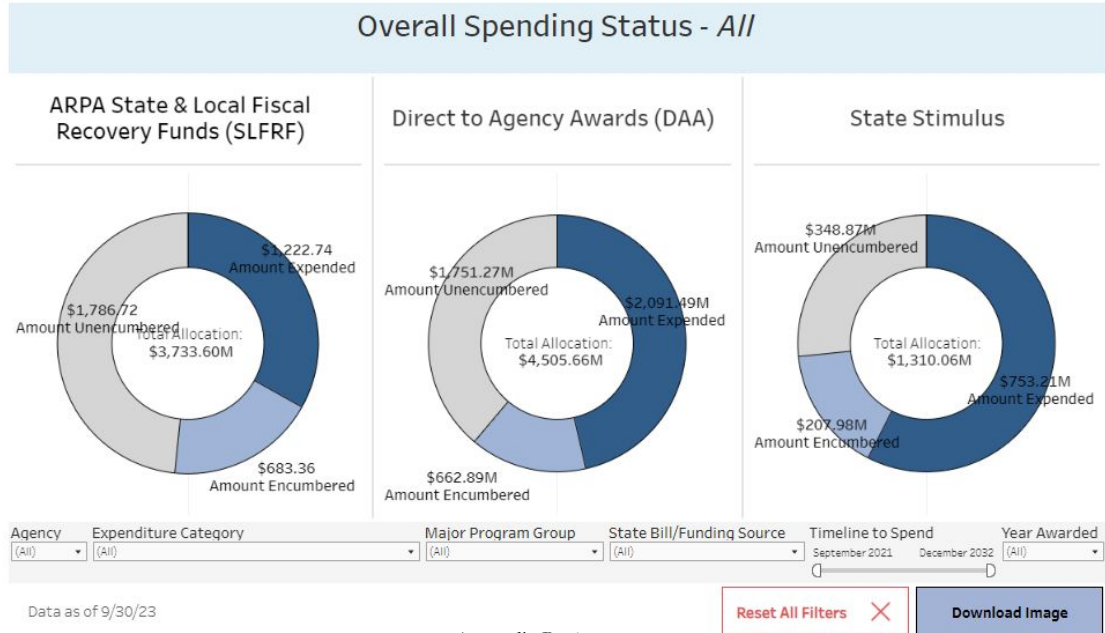 Overall Spending Status - All
ARPA State & Local Fiscal
Recovery Funds (SLFRF)
Direct to Agency Awards (DAA)
State Stimulus
$1,222.74
Amount Expended
$1,786.72
Amount Unencumbered
Total Allocation:
$3,733.60M
$683.36
Amount Encumbered
$1,751.27M
Amount Unencumbered
$2,091.49M
Amount Expended
Total Allocation:
$4,505.66M
$662.89M
Amount Encumbered
$348.87M
Amount Unencumbered
Total Allocation:
$1,310.06M
$753.21M
Amount Expended
$207.98M
Amount Encumbered
Agency
(All)
Expenditure Category
(All)
Major Program Group
(All)
State Bill/Funding Source
(All)
Timeline to Spend
September 2021
December 2032
Year Awarded
(All)
Data as of 9/30/23
Reset All Filters
Download Image